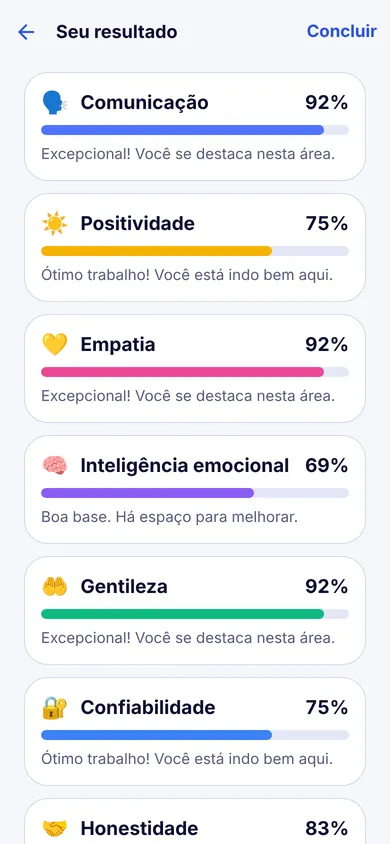 Seu resultado
Concluir
Comunicação 92%
Excepcional! Você se destaca nesta área.
Positividade 75%
Ótimo trabalho! Você está indo bem aqui.
Empatia 92%
Excepcional! Você se destaca nesta área.
Inteligência emocional 69%
Boa base. Há espaço para melhorar.
Gentileza 92%
Excepcional! Você se destaca nesta área.
Confiabilidade 75%
Ótimo trabalho! Você está indo bem aqui.
Honestidade 83%